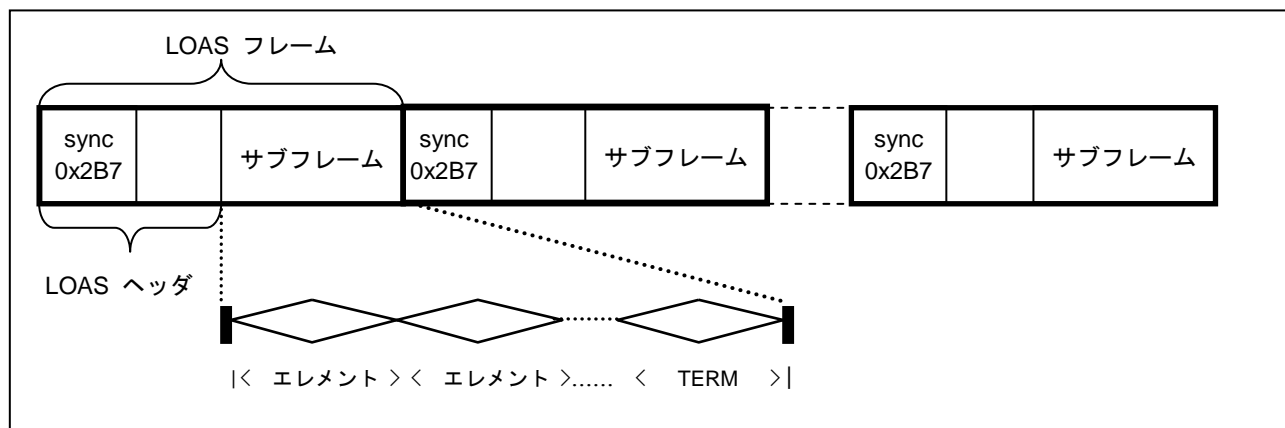 LOAS フレーム
sync
0x2B7
サブフレーム
sync
0x2B7
サブフレーム
sync
0x2B7
サブフレーム
LOAS ヘッダ
|< エレメント >< エレメント >...... < TERM >|